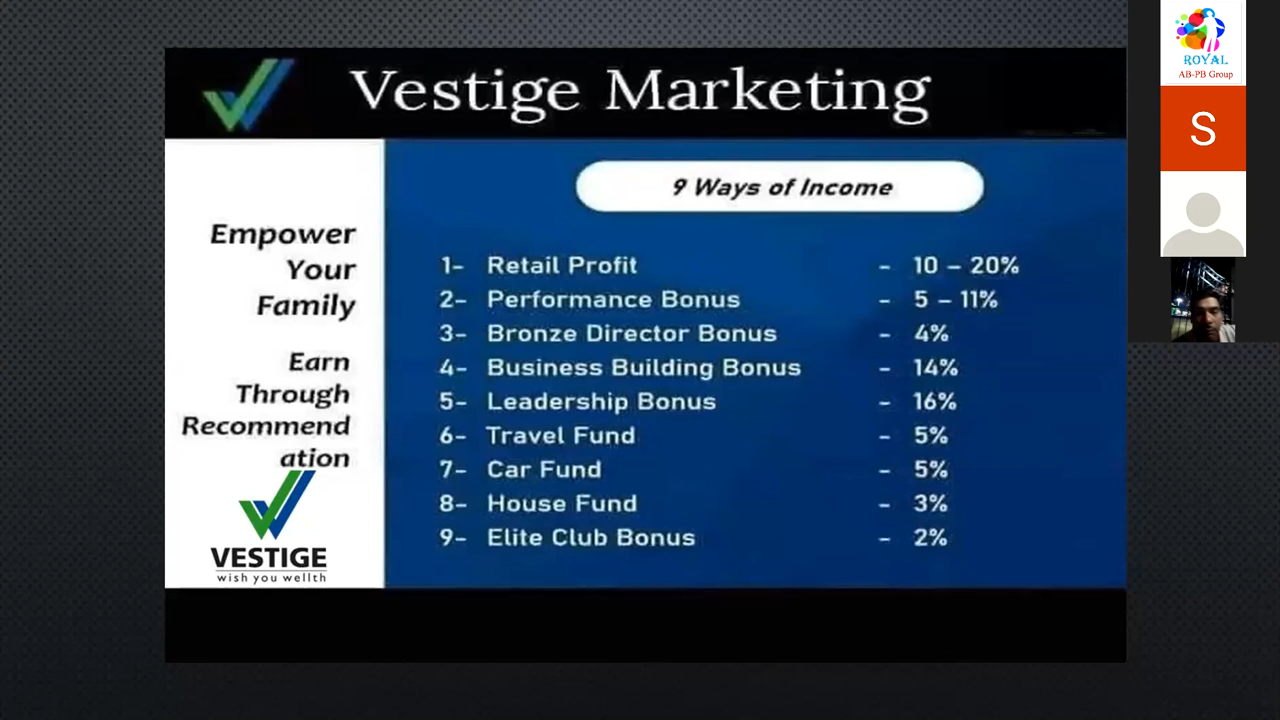 Vestige Marketing
Empower
Your
Family
Earn
Through
Recommend
ation
VESTIGE
wish you wellth
9 Ways of Income
1- Retail Profit - 10 – 20%
2- Performance Bonus - 5 – 11%
3- Bronze Director Bonus - 4%
4- Business Building Bonus - 14%
5- Leadership Bonus - 16%
6- Travel Fund - 5%
7- Car Fund - 5%
8- House Fund - 3%
9- Elite Club Bonus - 2%
ROYAL
AB-PB Group
S